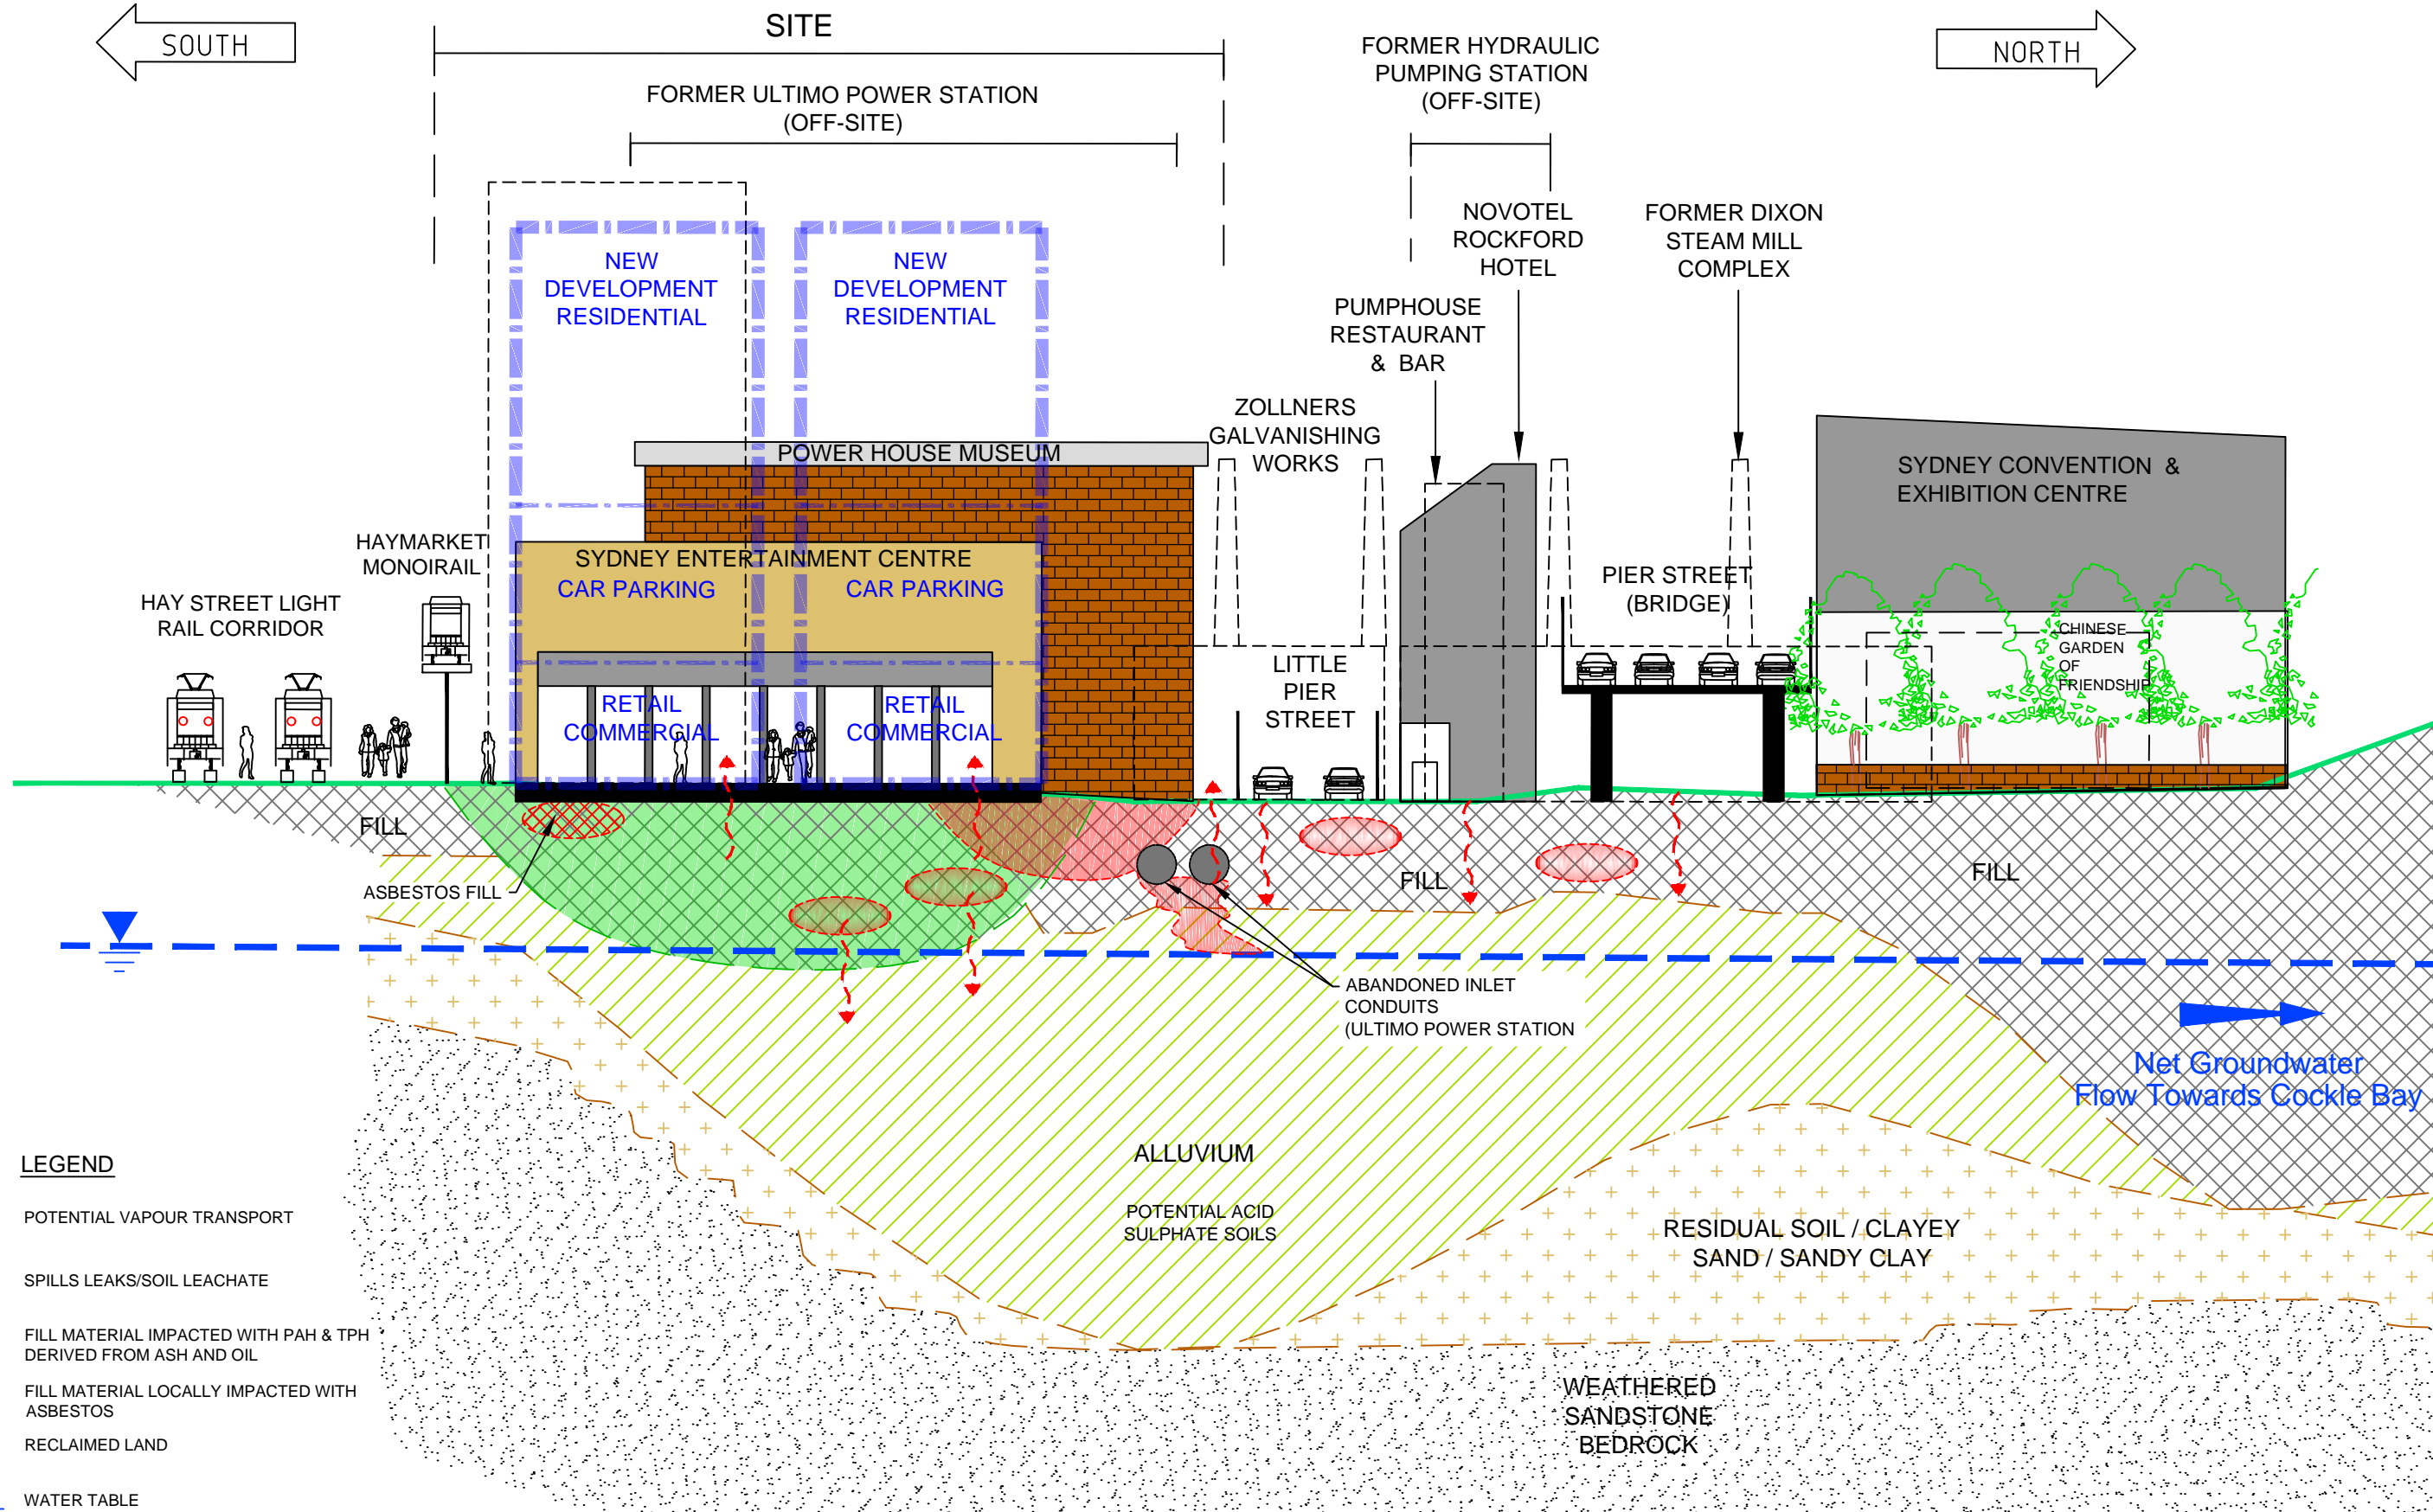 SOUTH
SITE
NORTH
FORMER ULTIMO POWER STATION
(OFF-SITE)
FORMER HYDRAULIC
PUMPING STATION
(OFF-SITE)
NEW
DEVELOPMENT
RESIDENTIAL
NEW
DEVELOPMENT
RESIDENTIAL
NOVOTEL
ROCKFORD
HOTEL
FORMER DIXON
STEAM MILL
COMPLEX
PUMPHOUSE
RESTAURANT
& BAR
ZOLLNERS
GALVANISHING
WORKS
POWER HOUSE MUSEUM
SYDNEY CONVENTION &
EXHIBITION CENTRE
HAYMARKET
MONOIRAIL
SYDNEY ENTERTAINMENT CENTRE
CAR PARKING
CAR PARKING
HAY STREET LIGHT
RAIL CORRIDOR
PIER STREET
(BRIDGE)
CHINESE
GARDEN
OF
FRIENDSHIP
LITTLE
PIER
STREET
RETAIL
COMMERCIAL
RETAIL
COMMERCIAL
FILL
ASBESTOS FILL
FILL
FILL
ABANDONED INLET
CONDUITS
(ULTIMO POWER STATION
Net Groundwater
Flow Towards Cockle Bay
ALLUVIUM
POTENTIAL ACID
SULPHATE SOILS
RESIDUAL SOIL / CLAYEY
SAND / SANDY CLAY
WEATHERED
SANDSTONE
BEDROCK
LEGEND
POTENTIAL VAPOUR TRANSPORT
SPILLS LEAKS/SOIL LEACHATE
FILL MATERIAL IMPACTED WITH PAH & TPH
DERIVED FROM ASH AND OIL
FILL MATERIAL LOCALLY IMPACTED WITH
ASBESTOS
RECLAIMED LAND
WATER TABLE